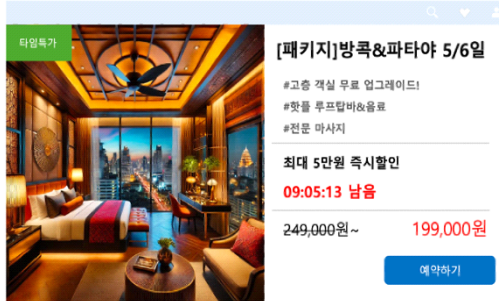 타임특가
[패키지]방콕&파타야 5/6일
#고층 객실 무료 업그레이드!
#핫플 루프탑바&음료
#전문 마사지
최대 5만원 즉시할인
09:05:13 남음
249,000원~ 199,000원
예약하기